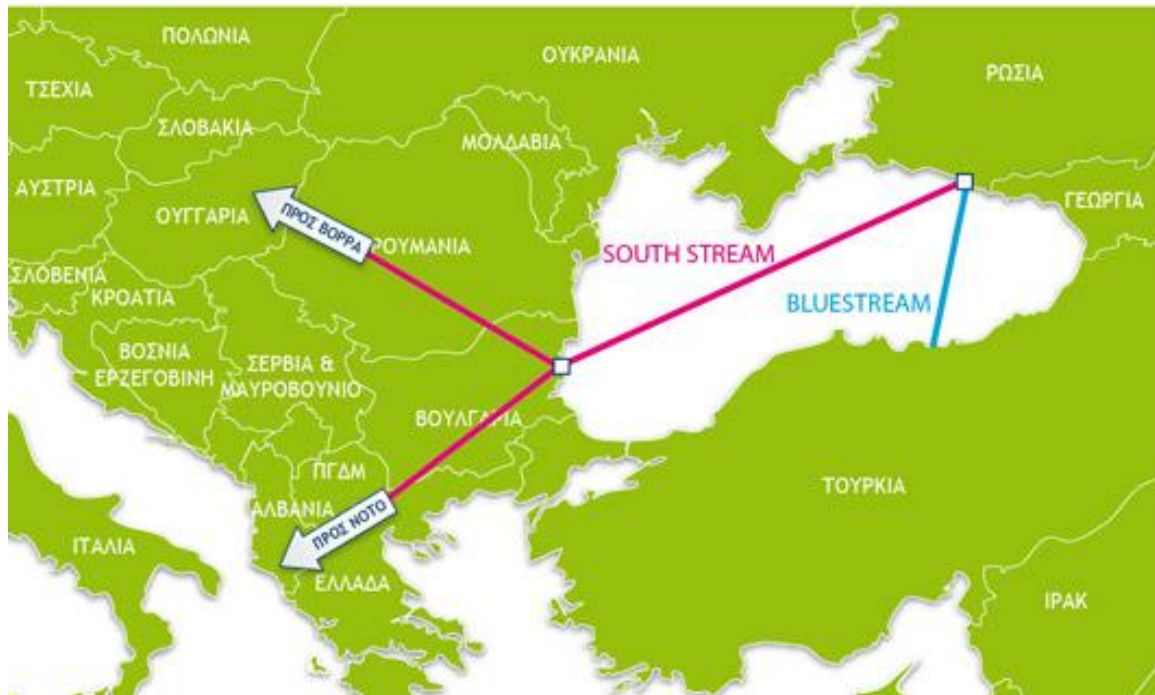 ΠΟΛΩΝΙΑ
ΟΥΚΡΑΝΙΑ
ΡΩΣΙΑ
ΤΣΕΧΙΑ
ΣΛΟΒΑΚΙΑ
ΜΟΛΔΑΒΙΑ
ΑΥΣΤΡΙΑ
ΓΕΩΡΓΙΑ
ΟΥΓΓΑΡΙΑ
ΠΡΟΣ ΒΟΡΡΑ
ΡΟΥΜΑΝΙΑ
SOUTH STREAM
ΣΛΟΒΕΝΙΑ
ΚΡΟΑΤΙΑ
BLUESTREAM
ΒΟΣΝΙΑ
ΕΡΖΕΓΟΒΙΝΗ
ΣΕΡΒΙΑ &
ΜΑΥΡΟΒΟΥΝΙΟ
ΒΟΥΛΓΑΡΙΑ
ΠΓΔΜ
ΤΟΥΡΚΙΑ
ΑΛΒΑΝΙΑ
ΠΡΟΣ ΝΟΤΟ
ΙΤΑΛΙΑ
ΕΛΛΑΔΑ
ΙΡΑΚ